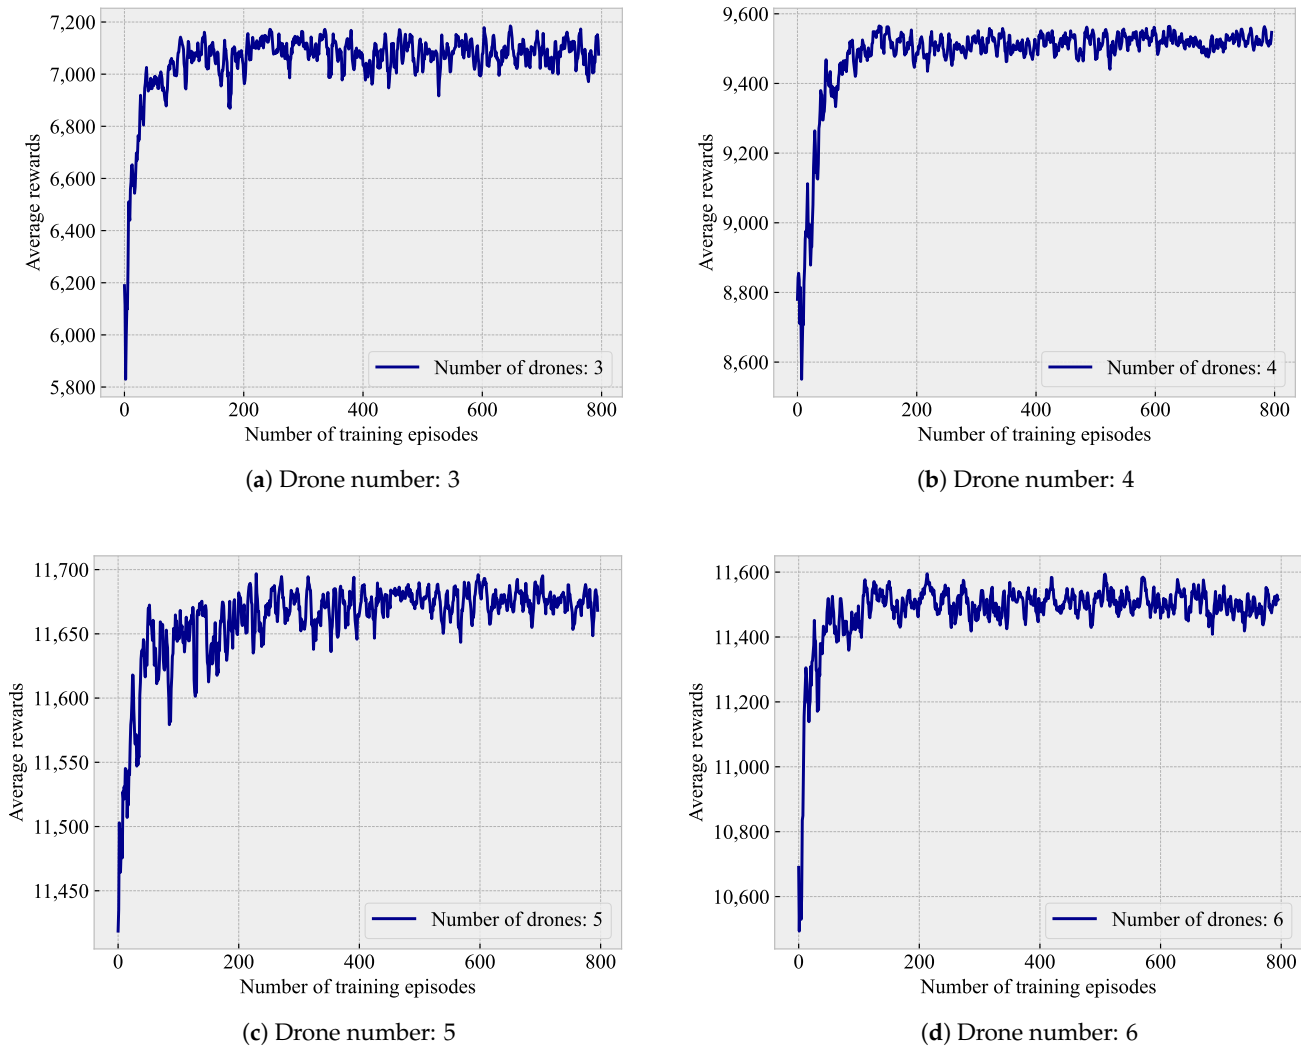 7,200
7,000
6,800
6,600
6,400
6,200
6,000
5,800
Average rewards
Number of drones: 3
0 200 400 600 800
Number of training episodes
(a) Drone number: 3
9,600
9,400
9,200
9,000
8,800
8,600
Average rewards
Number of drones: 4
0 200 400 600 800
Number of training episodes
(b) Drone number: 4
11,700
11,650
11,600
11,550
11,500
11,450
Average rewards
Number of drones: 5
0 200 400 600 800
Number of training episodes
(c) Drone number: 5
11,600
11,400
11,200
11,000
10,800
10,600
Average rewards
Number of drones: 6
0 200 400 600 800
Number of training episodes
(d) Drone number: 6